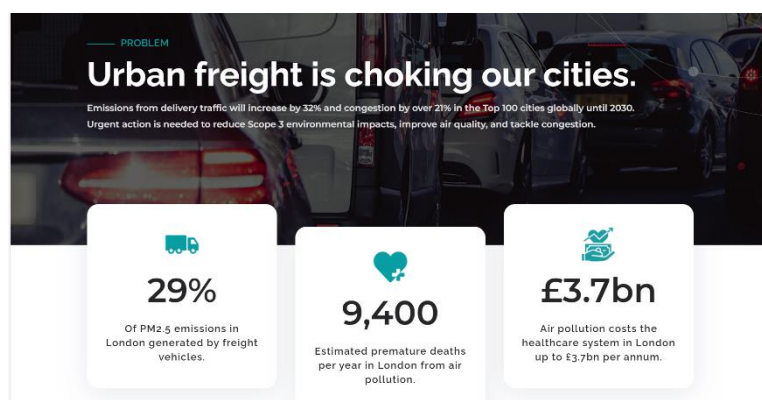 PROBLEM
Urban freight is choking our cities.
Emissions from delivery traffic will increase by 32% and congestion by over 21% in the Top 100 cities globally until 2030.
Urgent action is needed to reduce Scope 3 environmental impacts, improve air quality, and tackle congestion.
29%
Of PM2.5 emissions in
London generated by freight
vehicles.
9,400
Estimated premature deaths
per year in London from air
pollution.
£3.7bn
Air pollution costs the
healthcare system in London
up to £3.7bn per annum.